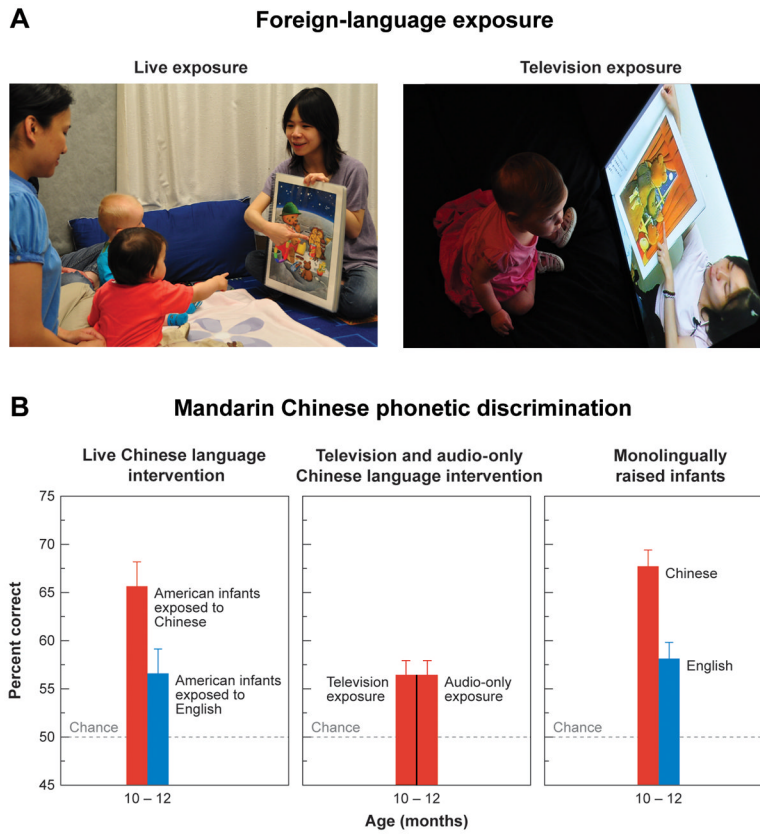 A
Foreign-language exposure
Live exposure
Television exposure
B
Mandarin Chinese phonetic discrimination
Live Chinese language
intervention
Television and audio-only
Chinese language intervention
Monolingually
raised infants
Percent correct
75
70
65
60
55
50
45
American infants
exposed to
Chinese
American infants
exposed to
English
Chance
10 – 12
Television
exposure
Audio-only
exposure
Chance
10 – 12
Chinese
English
Chance
10 – 12
Age (months)